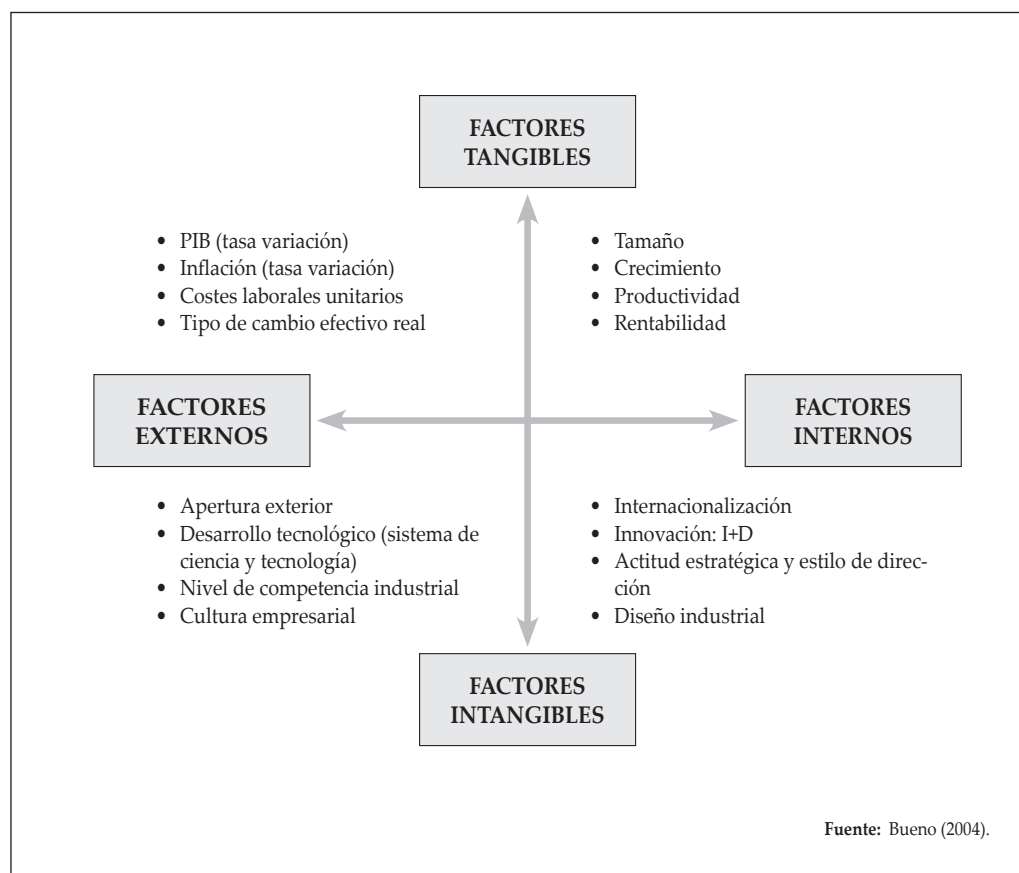 FACTORES
TANGIBLES
• PIB (tasa variación)
• Inflación (tasa variación)
• Costes laborales unitarios
• Tipo de cambio efectivo real
• Tamaño
• Crecimiento
• Productividad
• Rentabilidad
FACTORES
EXTERNOS
FACTORES
INTERNOS
• Apertura exterior
• Desarrollo tecnológico (sistema de
ciencia y tecnología)
• Nivel de competencia industrial
• Cultura empresarial
• Internacionalización
• Innovación: I+D
• Actitud estratégica y estilo de direc-
ción
• Diseño industrial
FACTORES
INTANGIBLES
Fuente: Bueno (2004).